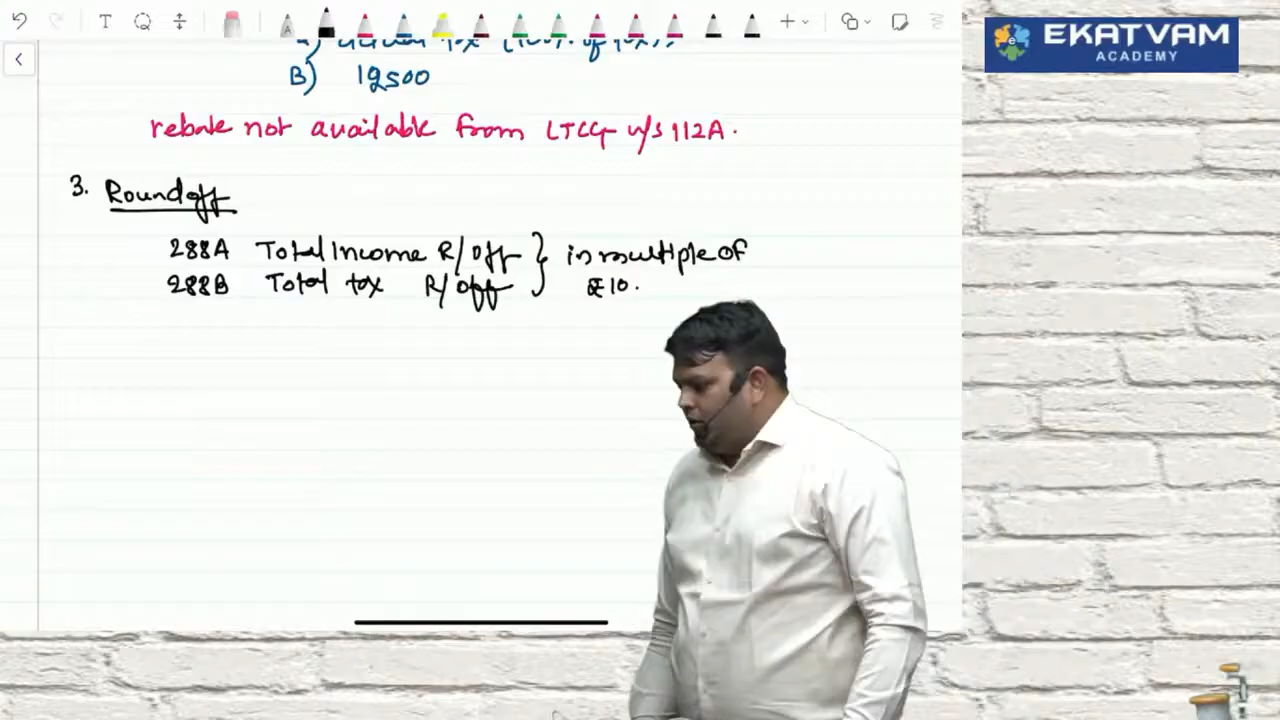 EKATVAM
ACADEMY
B) 12500
rebate not available from LTCG u/s 112A.
3. Roundoff
288A Total Income R/off } in multiple of
288B Total tax R/off ₹10.